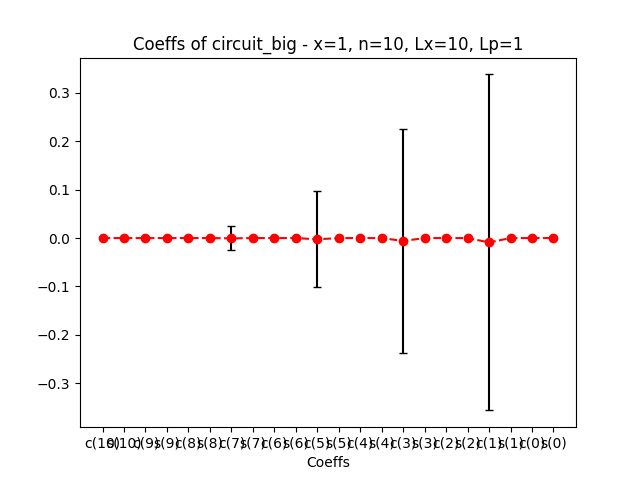 Coeffs of circuit_big - x=1, n=10, Lx=10, Lp=1
0.3
0.2
0.1
0.0
−0.1
−0.2
−0.3
c(10) s(10) c(9) s(9) c(8) s(8) c(7) s(7) c(6) s(6) c(5) s(5) c(4) s(4) c(3) s(3) c(2) s(2) c(1) s(1) c(0) s(0)
Coeffs